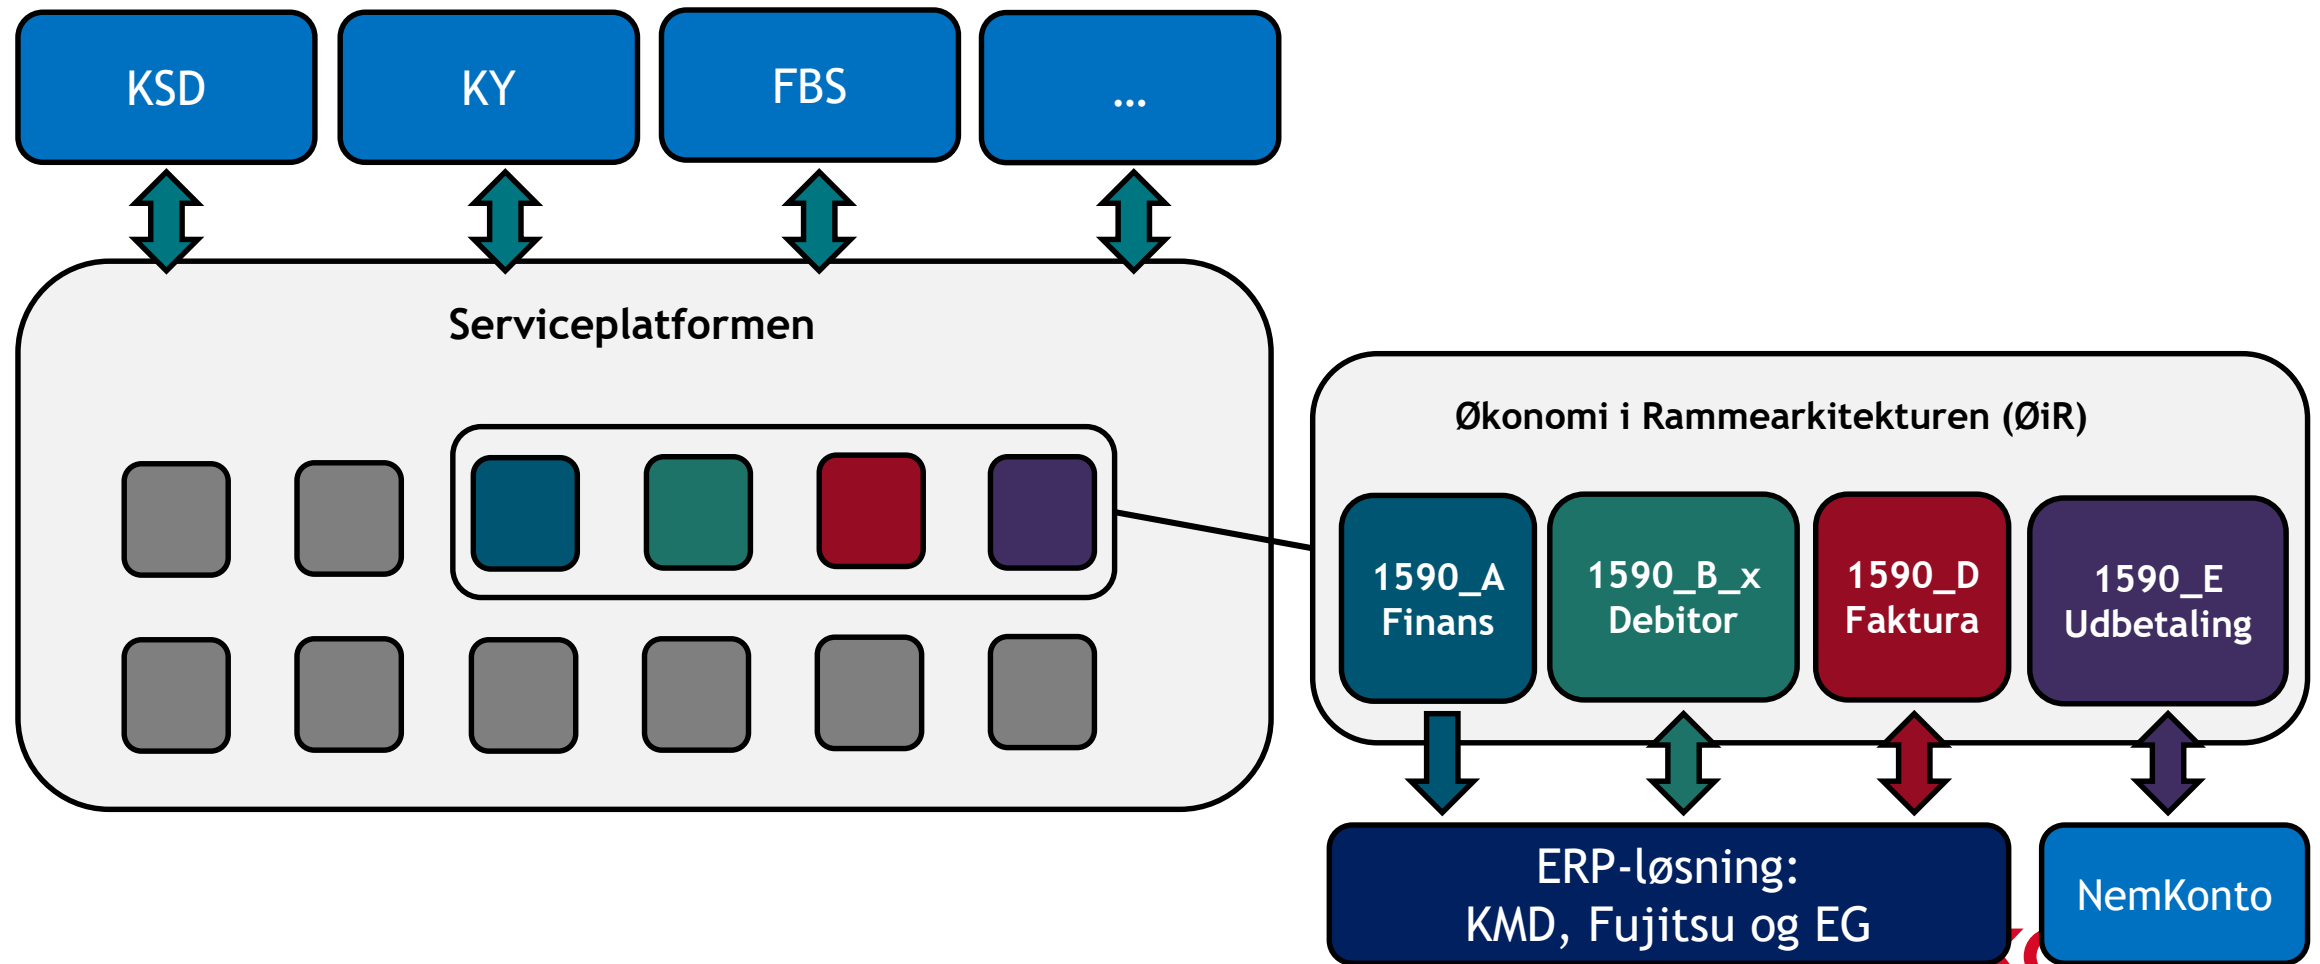 KSD
KY
FBS
...
Serviceplatformen
Økonomi i Rammearkitekturen (ØiR)
1590_A
Finans
1590_B_x
Debitor
1590_D
Faktura
1590_E
Udbetaling
ERP-løsning:
KMD, Fujitsu og EG
NemKonto